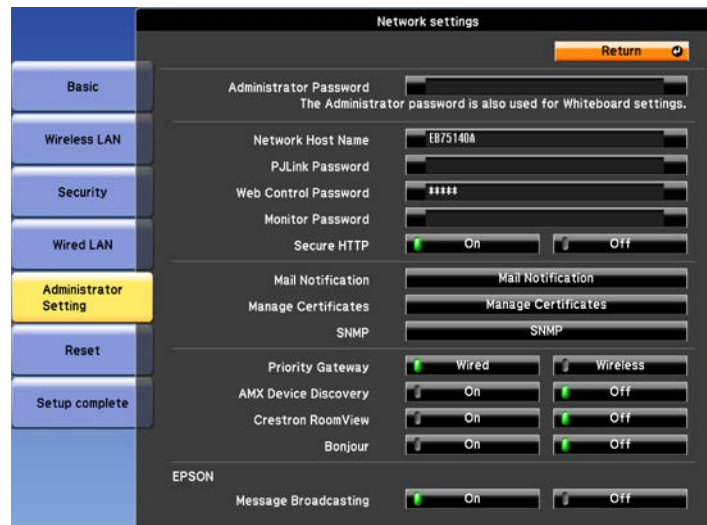 Network settings
Return
Basic
Wireless LAN
Security
Wired LAN
Administrator
Setting
Reset
Setup complete
Administrator Password
The Administrator password is also used for Whiteboard settings.
Network Host Name EB75140A
PJLink Password
Web Control Password *****
Monitor Password
Secure HTTP On Off
Mail Notification Mail Notification
Manage Certificates Manage Certificates
SNMP SNMP
Priority Gateway Wired Wireless
AMX Device Discovery On Off
Crestron RoomView On Off
Bonjour On Off
EPSON
Message Broadcasting On Off